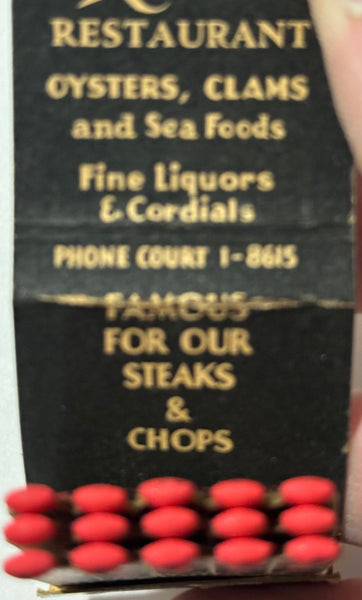 RESTAURANT
OYSTERS, CLAMS
and Sea Foods
Fine Liquors
& Cordials
PHONE COURT 1-8615
FAMOUS
FOR OUR
STEAKS
&
CHOPS